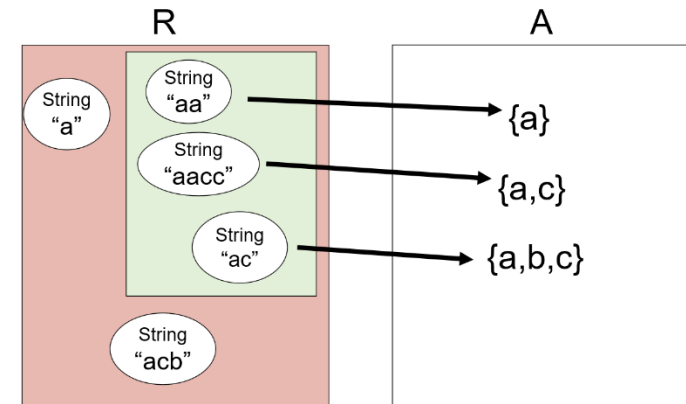 R
A
String
"a"
String
“aa”
String
“aacc”
String
“ac”
String
“acb”
{a}
{a,c}
{a,b,c}